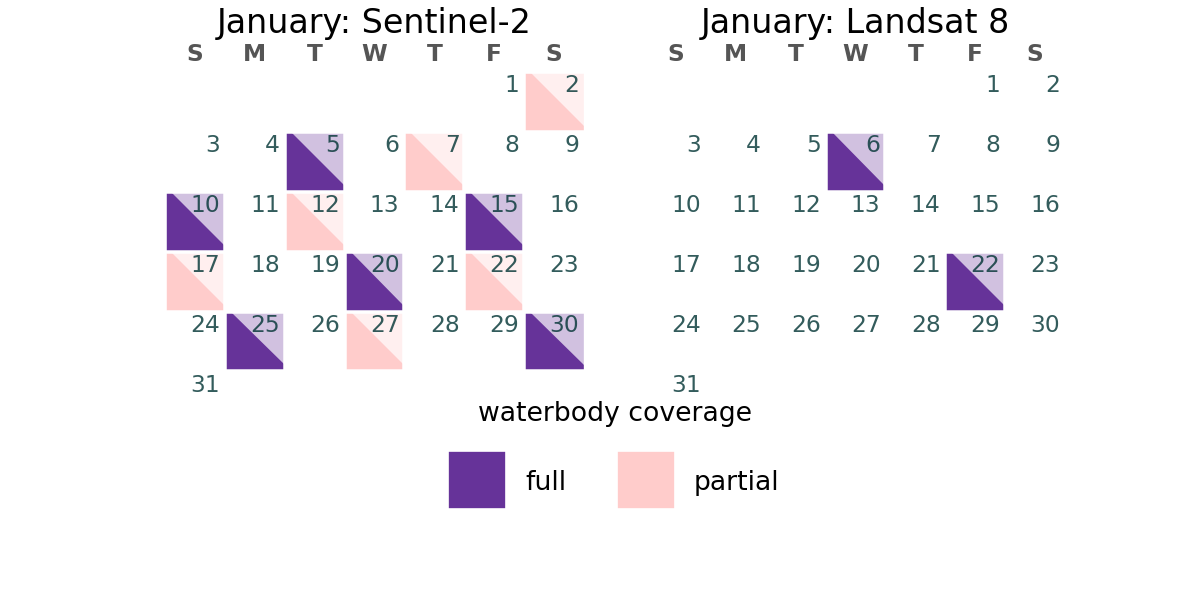 January: Sentinel-2
S M T W T F S
1 2
3 4 5 6 7 8 9
10 11 12 13 14 15 16
17 18 19 20 21 22 23
24 25 26 27 28 29 30
31
January: Landsat 8
S M T W T F S
1 2
3 4 5 6 7 8 9
10 11 12 13 14 15 16
17 18 19 20 21 22 23
24 25 26 27 28 29 30
31
waterbody coverage
full partial